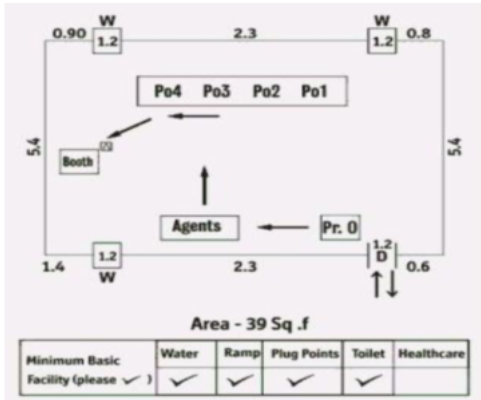 W W
0.90 1.2 2.3 1.2 0.8
Po4 Po3 Po2 Po1
5.4 5.4
Booth
Agents Pr. O
1.4 1.2 2.3 1.2 0.6
W D
Area - 39 Sq .f
Minimum Basic Facility (please ✓ ) Water Ramp Plug Points Toilet Healthcare
✓ ✓ ✓ ✓